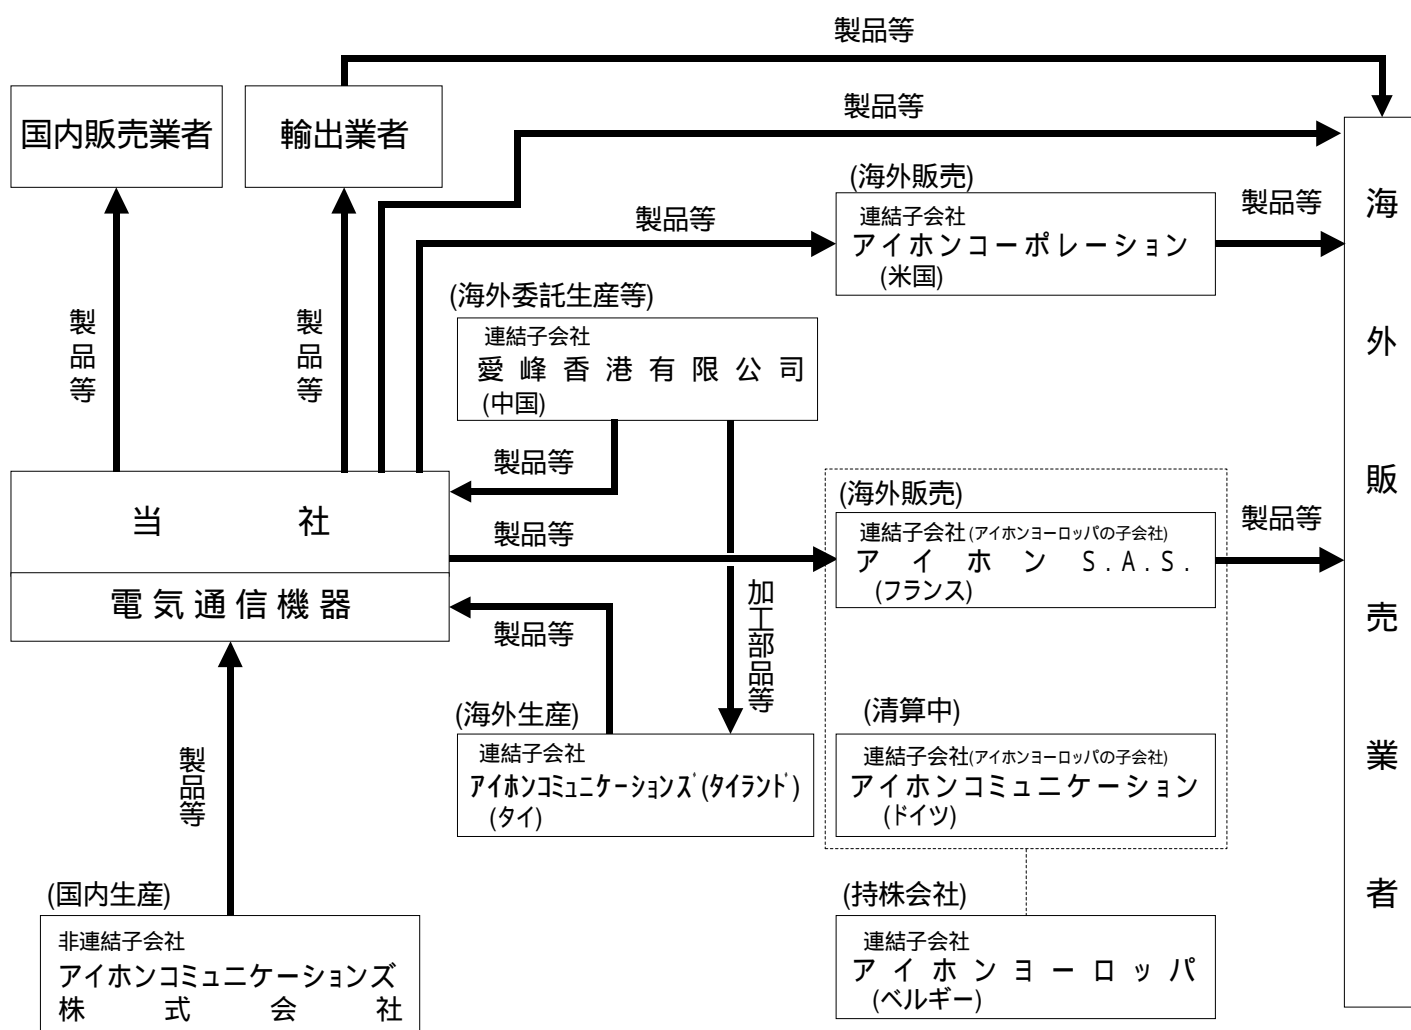 製品等
製品等
国内販売業者
輸出業者
(海外販売)
連結子会社
アイホンコーポレーション
(米国)
製品等
製品等
海外販売業者
(海外委託生産等)
連結子会社
愛峰香港有限公司
(中国)
製品等
製品等
製品等
当社
電気通信機器
製品等
製品等
加工部品等
(海外販売)
連結子会社(アイホンヨーロッパの子会社)
アイホン S.A.S.
(フランス)
製品等
(海外生産)
連結子会社
アイホンコミュニケーションズ(タイランド)
(タイ)
(清算中)
連結子会社(アイホンヨーロッパの子会社)
アイホンコミュニケーション
(ドイツ)
製品等
(国内生産)
非連結子会社
アイホンコミュニケーションズ
株式会社
(持株会社)
連結子会社
アイホンヨーロッパ
(ベルギー)